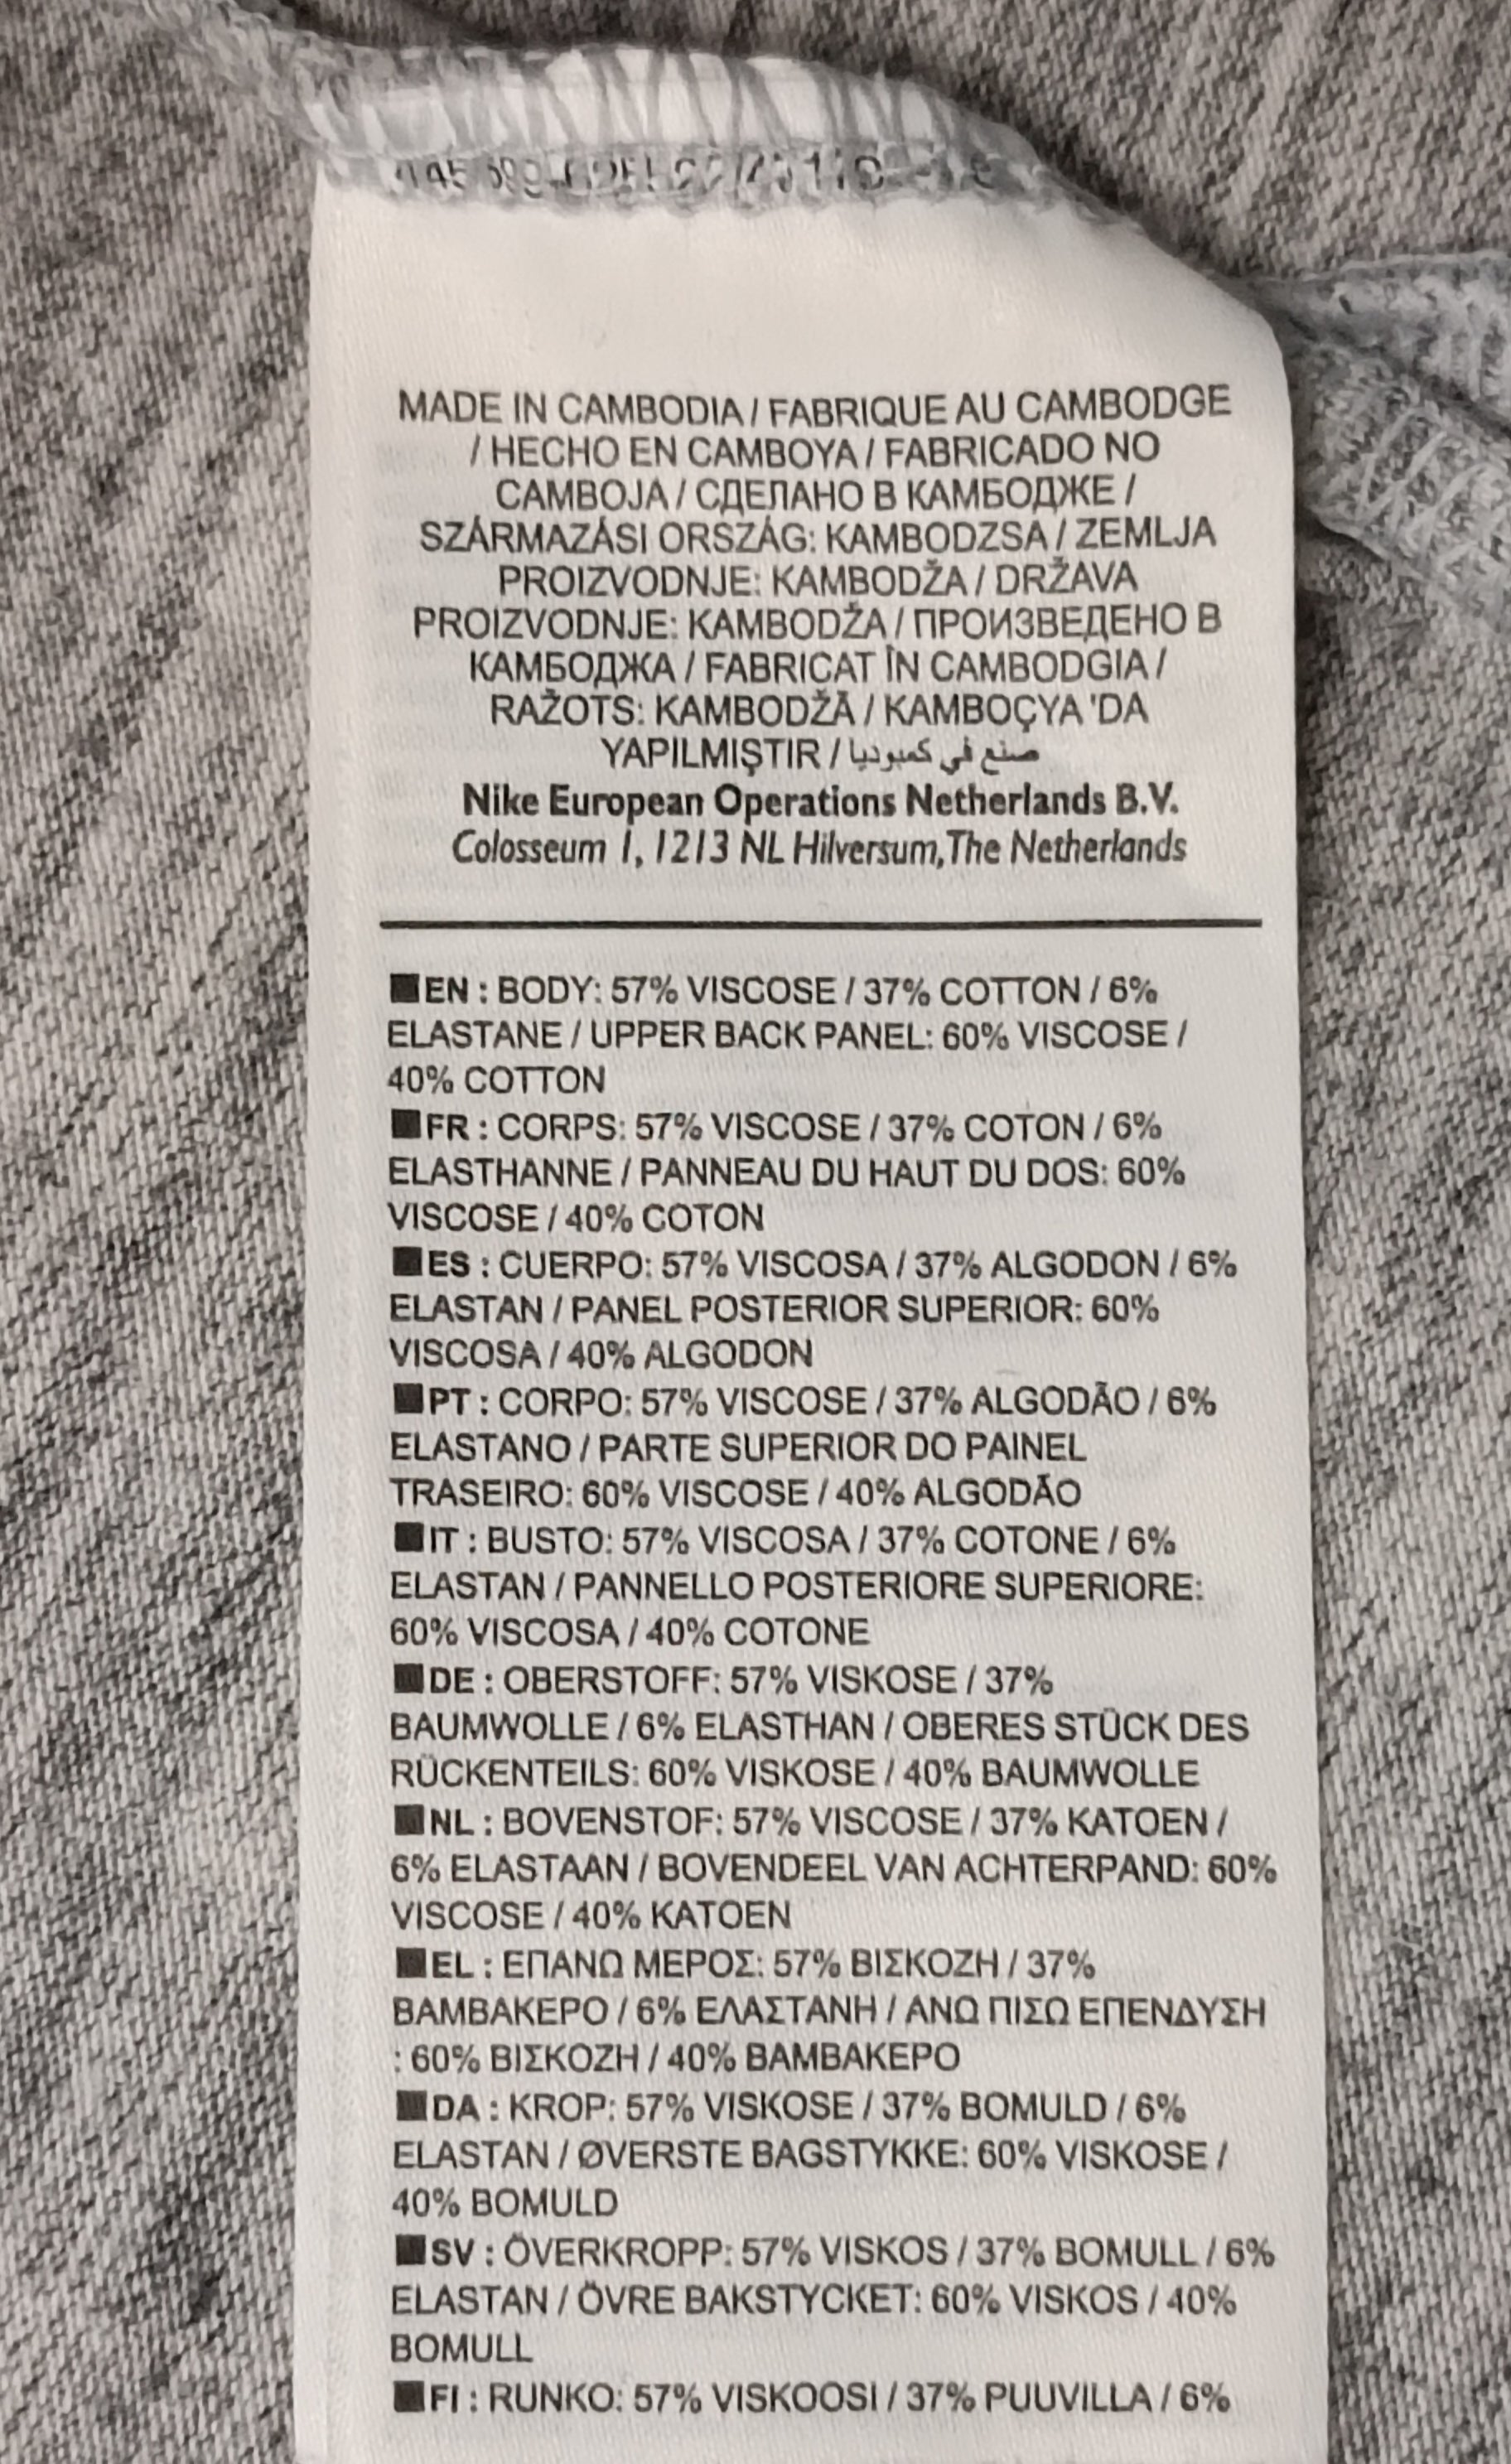 MADE IN CAMBODIA / FABRIQUE AU CAMBODGE
/ HECHO EN CAMBOYA / FABRICADO NO
CAMBOJA / СДЕЛАНО В КАМБОДЖЕ /
SZÁRMAZÁSI ORSZÁG: KAMBODZSA / ZEMLJA
PROIZVODNJE: KAMBODŽA / DRŽAVA
PROIZVODNJE: KAMBODŽA / ПРОИЗВЕДЕНО В
КАМБОДЖА / FABRICAT ÎN CAMBODGIA /
RAŽOTS: KAMBODŽĀ / KAMBOÇYA 'DA
YAPILMIŞTIR / صنع في كمبوديا
Nike European Operations Netherlands B.V.
Colosseum 1, 1213 NL Hilversum, The Netherlands
■EN : BODY: 57% VISCOSE / 37% COTTON / 6%
ELASTANE / UPPER BACK PANEL: 60% VISCOSE /
40% COTTON
■FR : CORPS: 57% VISCOSE / 37% COTON / 6%
ELASTHANNE / PANNEAU DU HAUT DU DOS: 60%
VISCOSE / 40% COTON
■ES : CUERPO: 57% VISCOSA / 37% ALGODON / 6%
ELASTAN / PANEL POSTERIOR SUPERIOR: 60%
VISCOSA / 40% ALGODON
■PT : CORPO: 57% VISCOSE / 37% ALGODÃO / 6%
ELASTANO / PARTE SUPERIOR DO PAINEL
TRASEIRO: 60% VISCOSE / 40% ALGODÃO
■IT : BUSTO: 57% VISCOSA / 37% COTONE / 6%
ELASTAN / PANNELLO POSTERIORE SUPERIORE:
60% VISCOSA / 40% COTONE
■DE : OBERSTOFF: 57% VISKOSE / 37%
BAUMWOLLE / 6% ELASTHAN / OBERES STÜCK DES
RÜCKENTEILS: 60% VISKOSE / 40% BAUMWOLLE
■NL : BOVENSTOF: 57% VISCOSE / 37% KATOEN /
6% ELASTAAN / BOVENDEEL VAN ACHTERPAND: 60%
VISCOSE / 40% KATOEN
■EL : ΕΠΑΝΩ ΜΕΡΟΣ: 57% ΒΙΣΚΟΖΗ / 37%
ΒΑΜΒΑΚΕΡΟ / 6% ΕΛΑΣΤΑΝΗ / ΑΝΩ ΠΙΣΩ ΕΠΕΝΔΥΣΗ
: 60% ΒΙΣΚΟΖΗ / 40% ΒΑΜΒΑΚΕΡΟ
■DA : KROP: 57% VISKOSE / 37% BOMULD / 6%
ELASTAN / ØVERSTE BAGSTYKKE: 60% VISKOSE /
40% BOMULD
■SV : ÖVERKROPP: 57% VISKOS / 37% BOMULL / 6%
ELASTAN / ÖVRE BAKSTYCKET: 60% VISKOS / 40%
BOMULL
■FI : RUNKO: 57% VISKOOSI / 37% PUUVILLA / 6%